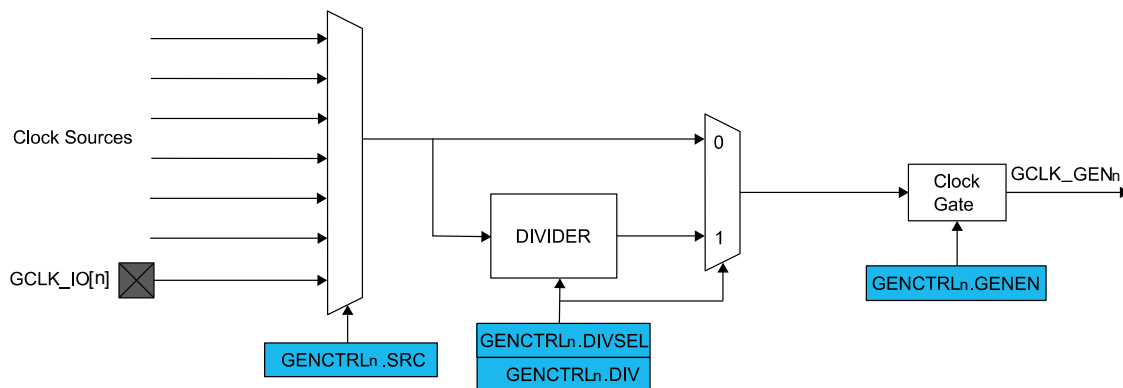 Clock Sources
GCLK_IO[n]
GENCTRLn.SRC
0
DIVIDER
1
GENCTRLn.DIVSEL
GENCTRLn.DIV
Clock
Gate
GCLK_GENn
GENCTRLn.GENEN